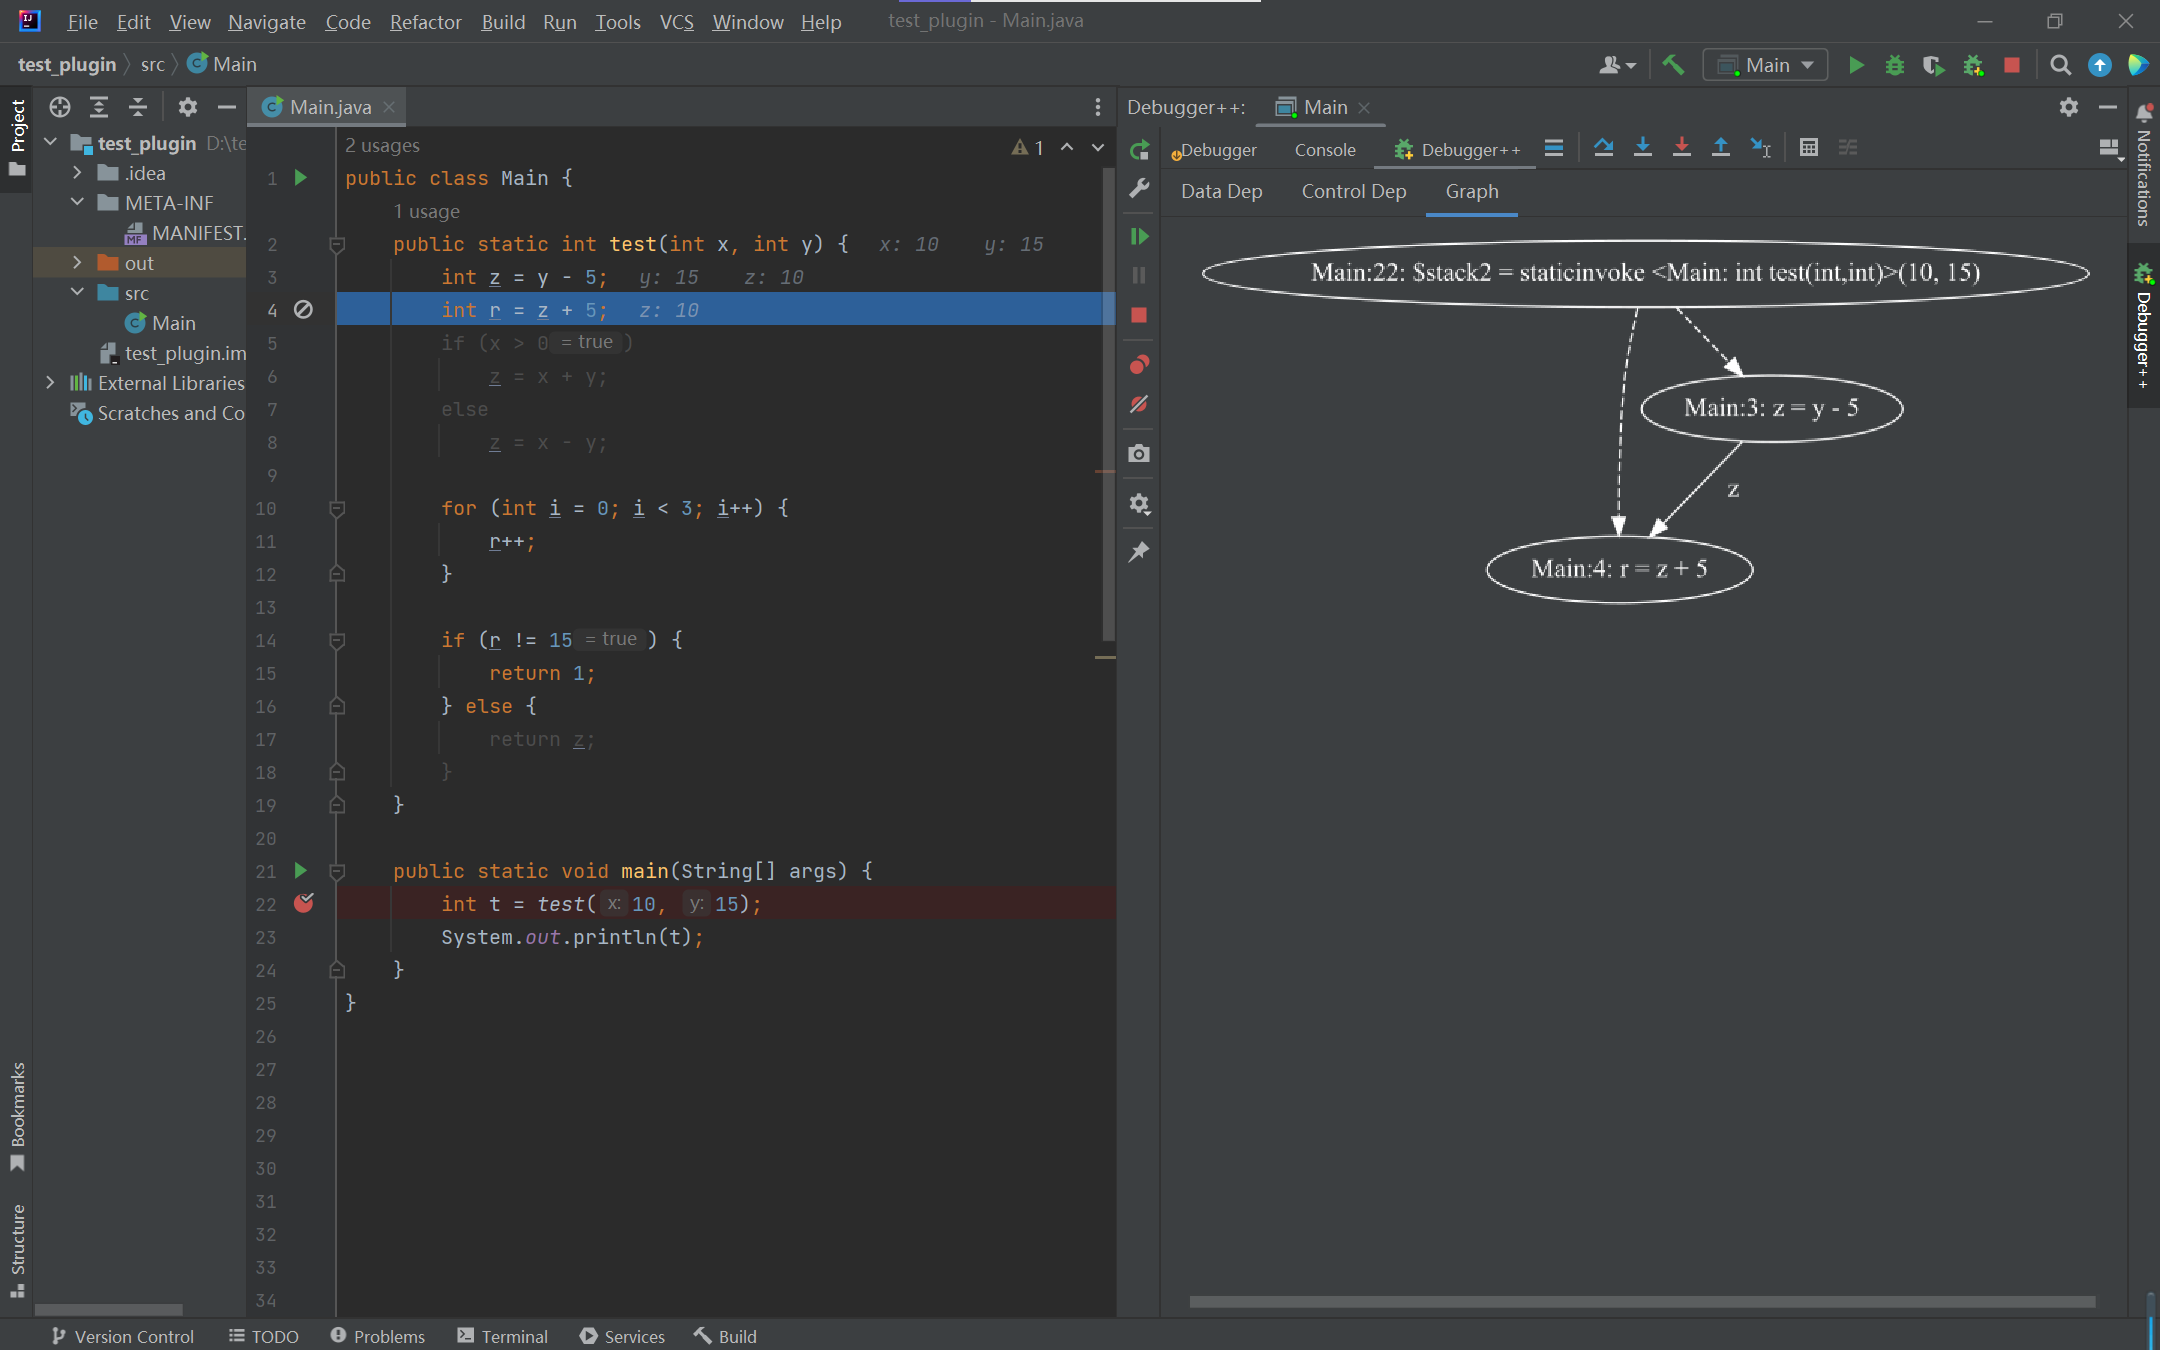 File Edit View Navigate Code Refactor Build Run Tools VCS Window Help test_plugin - Main.java
test_plugin src Main
Main
Project
test_plugin D:\te
.idea
META-INF
MANIFEST.
out
src
Main
test_plugin.im
External Libraries
Scratches and Co
Bookmarks
Structure
Main.java
1
2 usages
1 public class Main {
1 usage
2 public static int test(int x, int y) { x: 10 y: 15
3 int z = y - 5; y: 15 z: 10
4 int r = z + 5; z: 10
5 if (x > 0 = true )
6 z = x + y;
7 else
8 z = x - y;
9
10 for (int i = 0; i < 3; i++) {
11 r++;
12 }
13
14 if (r != 15 = true ) {
15 return 1;
16 } else {
17 return z;
18 }
19 }
20
21 public static void main(String[] args) {
22 int t = test( x: 10, y: 15);
23 System.out.println(t);
24 }
25 }
26
27
28
29
30
31
32
33
34
Debugger++: Main
Debugger Console Debugger++
Data Dep Control Dep Graph
Main:22: $stack2 = staticinvoke <Main: int test(int,int)>(10, 15)
Main:3: z = y - 5
z
Main:4: r = z + 5
Notifications
Debugger++
Version Control TODO Problems Terminal Services Build